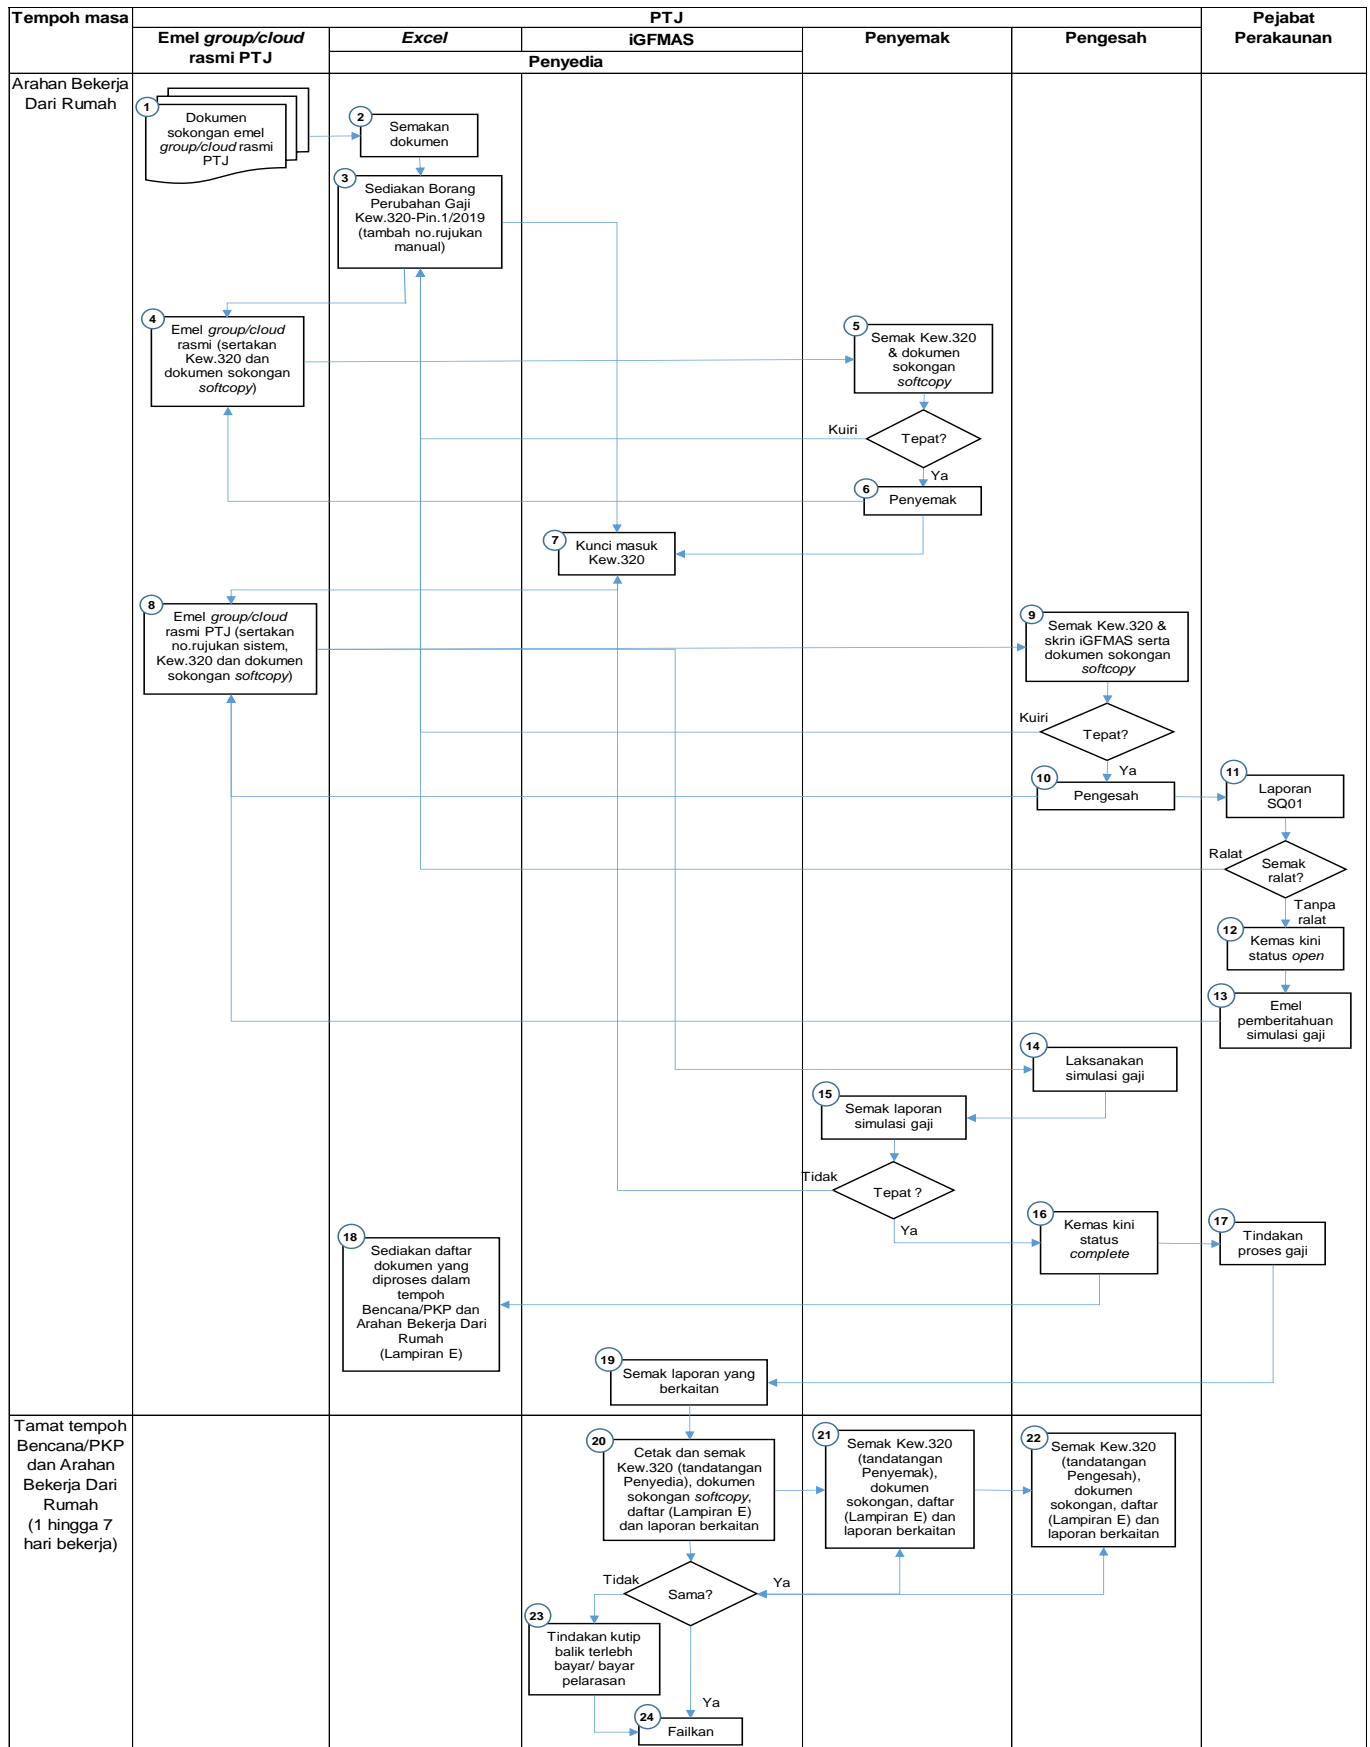 Tempoh masa
PTJ
Pejabat
Perakaunan
Emel group/cloud
rasmi PTJ
Excel
iGFMAS
Penyemak
Pengesah
Penyedia
Arahan Bekerja
Dari Rumah
1
Dokumen
sokongan emel
group/cloud rasmi
PTJ
2
Semakan
dokumen
3
Sediakan Borang
Perubahan Gaji
Kew.320-Pin.1/2019
(tambah no.rujukan
manual)
4
Emel group/cloud
rasmi (sertakan
Kew.320 dan
dokumen sokongan
softcopy)
5
Semak Kew.320
& dokumen
sokongan
softcopy
Kuiri
Tepat?
Ya
6
Penyemak
7
Kunci masuk
Kew.320
8
Emel group/cloud
rasmi PTJ (sertakan
no.rujukan sistem,
Kew.320 dan dokumen
sokongan softcopy)
9
Semak Kew.320 &
skrin iGFMAS serta
dokumen sokongan
softcopy
Kuiri
Tepat?
Ya
10
Pengesah
11
Laporan
SQ01
Ralat
Semak
ralat?
Tanpa
ralat
12
Kemas kini
status open
13
Emel
pemberitahuan
simulasi gaji
14
Laksanakan
simulasi gaji
15
Semak laporan
simulasi gaji
Tidak
Tepat ?
Ya
16
Kemas kini
status
complete
17
Tindakan
proses gaji
18
Sediakan daftar
dokumen yang
diproses dalam
tempoh
Bencana/PKP dan
Arahan Bekerja Dari
Rumah
(Lampiran E)
19
Semak laporan yang
berkaitan
Tamat tempoh
Bencana/PKP
dan Arahan
Bekerja Dari
Rumah
(1 hingga 7
hari bekerja)
20
Cetak dan semak
Kew.320 (tandatangan
Penyedia), dokumen
sokongan softcopy,
daftar (Lampiran E)
dan laporan berkaitan
21
Semak Kew.320
(tandatangan
Penyemak),
dokumen
sokongan, daftar
(Lampiran E) dan
laporan berkaitan
22
Semak Kew.320
(tandatangan
Pengesah),
dokumen
sokongan, daftar
(Lampiran E) dan
laporan berkaitan
Tidak
Sama?
Ya
23
Tindakan kutip
balik terlebh
bayar/ bayar
pelarasan
Ya
24
Failkan